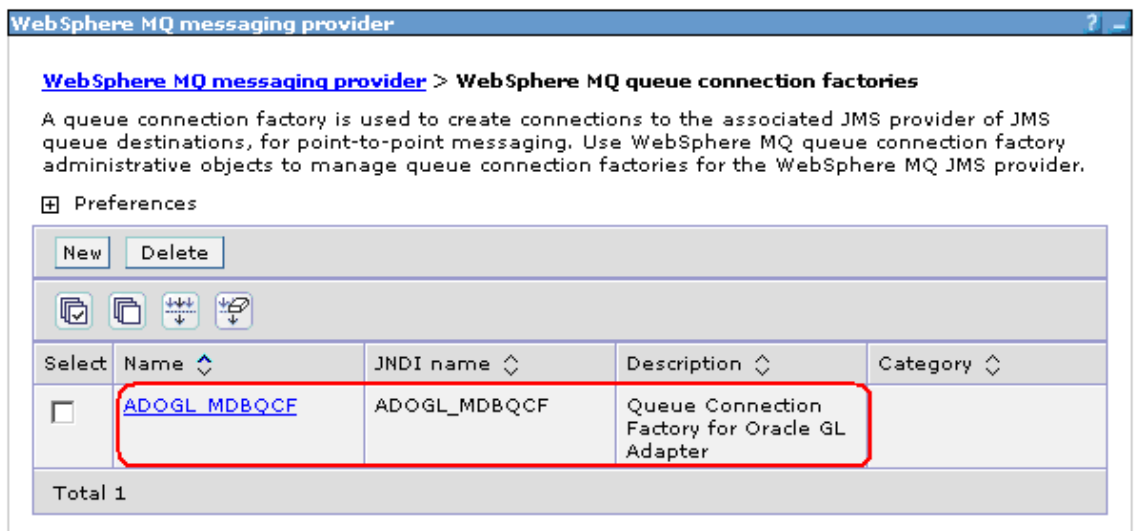 WebSphere MQ messaging provider ? _
WebSphere MQ messaging provider > WebSphere MQ queue connection factories
A queue connection factory is used to create connections to the associated JMS provider of JMS
queue destinations, for point-to-point messaging. Use WebSphere MQ queue connection factory
administrative objects to manage queue connection factories for the WebSphere MQ JMS provider.
Preferences
New Delete
Select Name JNDI name Description Category
ADOGL_MDBQCF ADOGL_MDBQCF Queue Connection
Factory for Oracle GL
Adapter
Total 1